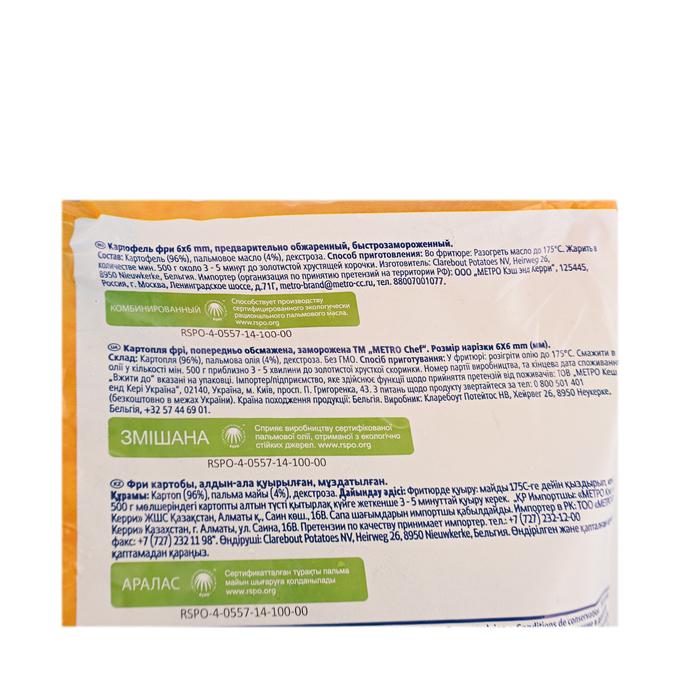 RU Картофель фри 6x6 mm, предварительно обжаренный, быстрозамороженный.
Состав: Картофель (96%), пальмовое масло (4%), декстроза. Способ приготовления: Во фритюре: Разогреть масло до 175°C. Жарить в
количестве мин. 500 г около 3 - 5 минут до золотистой хрустящей корочки. Изготовитель: Clarebout Potatoes NV, Heirweg 26,
8950 Nieuwkerke, Бельгия. Импортер (организация по принятию претензий на территории РФ): ООО „МЕТРО Кэш энд Керри”, 125445,
Россия, г. Москва, Ленинградское шоссе, д.71Г, metro-brand@metro-cc.ru, тел. 88007001077.
КОМБИНИРОВАННЫЙ
RSPO
Способствует производству
сертифицированного экологически
рационального пальмового масла.
www.rspo.org
RSPO-4-0557-14-100-00
UA Картопля фрі, попередньо обсмажена, заморожена ТМ „METRO Chef”. Розмір нарізки 6X6 mm (мм).
Склад: Картопля (96%), пальмова олія (4%), декстроза. Без ГМО. Спосіб приготування: У фритюрі: розігріти олію до 175°C. Смажити в
олії у кількості мин. 500 г приблизно 3 - 5 хвилини до золотистої хрусткої скоринки. Номер партії виробництва, та кінцева дата споживання
„Вжити до” вказані на упаковці. Імпортер/підприємство, яке здійснює функції щодо прийняття претензій від споживачів: ТОВ „МЕТРО Кеш
енд Кері Україна”, 02140, Україна, м. Київ, просп. П. Григоренка, 43. З питань щодо продукту звертайтеся за тел: 0 800 501 401
(безкоштовно в межах України). Країна походження продукції: Бельгія. Виробник: Кларебоут Потейтос НВ, Хейрвег 26, 8950 Неукерке,
Бельгія, +32 57 44 69 01.
ЗМІШАНА
RSPO
Сприяє виробництву сертифікованої
пальмової олії, отриманої з екологічно
стійких джерел. www.rspo.org
RSPO-4-0557-14-100-00
KZ Фри картобы, алдын-ала қуырылған, мұздатылған.
Құрамы: Картоп (96%), пальма майы (4%), декстроза. Дайындау әдісі: Фритюрде қуыру: майды 175С-ге дейін қыздырып,
500 г мөлшеріндегі картопты алтын түсті қытырлақ күйге жеткенше 3 - 5 минуттай қуыру керек. „ҚР Импортшы: «МЕТРО
Керри» ЖШС Қазақстан, Алматы қ., Саин көш., 16В. Сапа шағымдарын импортшы қабылдайды. Импортер в РК: ТОО «МЕТРО
Керри» Казахстан, г. Алматы, ул. Саина, 16В. Претензии по качеству принимает импортер. тел.: +7 (727) 232-12-00
факс: +7 (727) 232 11 98”. Өндіруші: Clarebout Potatoes NV, Heirweg 26, 8950 Nieuwkerke, Бельгия. Өндірілген және қапталған
қаптамадан қараңыз.
АРАЛАС
RSPO
Сертификатталған тұрақты пальма
майын шығаруға қолданылады
www.rspo.org
RSPO-4-0557-14-100-00
Conditions de conservation